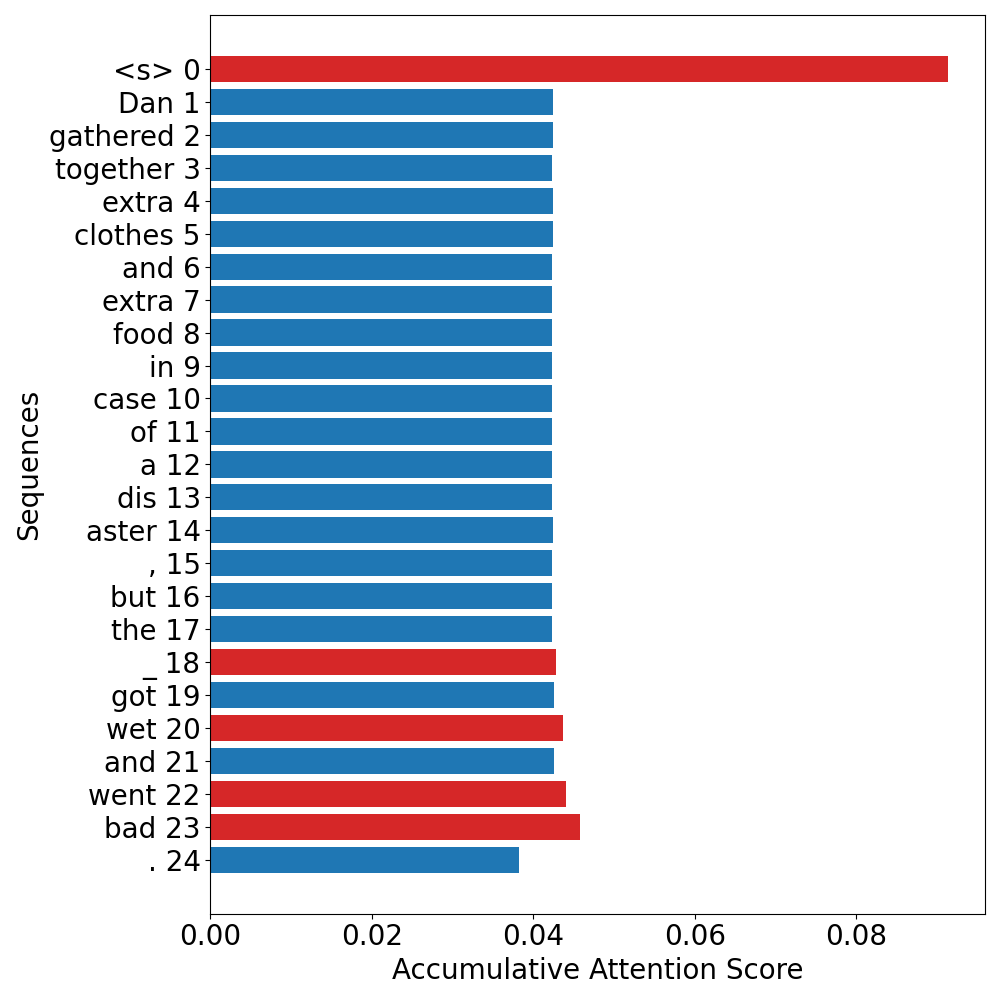 <s> 0
Dan 1
gathered 2
together 3
extra 4
clothes 5
and 6
extra 7
food 8
in 9
case 10
of 11
a 12
dis 13
aster 14
, 15
but 16
the 17
_ 18
got 19
wet 20
and 21
went 22
bad 23
. 24
Sequences
0.00 0.02 0.04 0.06 0.08
Accumulative Attention Score